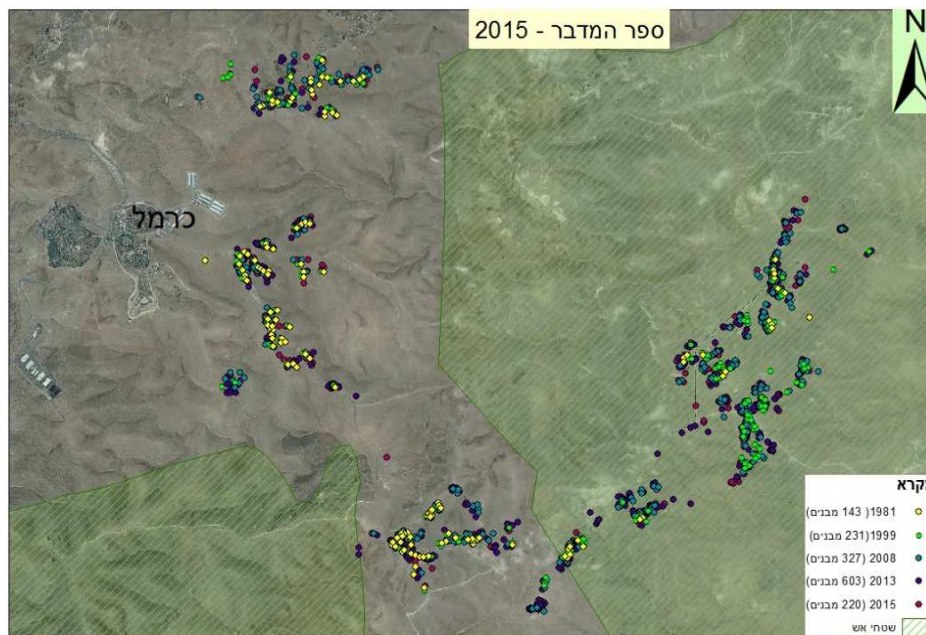 ספר המדבר - 2015
N
כרמל
מקרא
1981 (143 מבנים)
1999 (231 מבנים)
2008 (327 מבנים)
2013 (603 מבנים)
2015 (220 מבנים)
שטחי אש